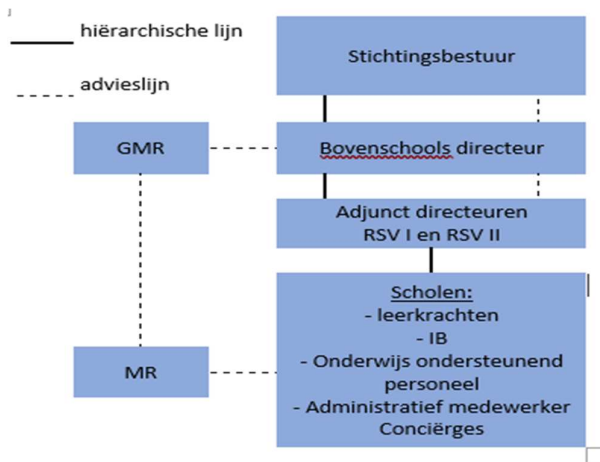 hiërarchische lijn
advieslijn
Stichtingsbestuur
GMR
Bovenschools directeur
Adjunct directeuren
RSV I en RSV II
Scholen:
- leerkrachten
- IB
- Onderwijs ondersteunend
personeel
- Administratief medewerker
Conciërges
MR